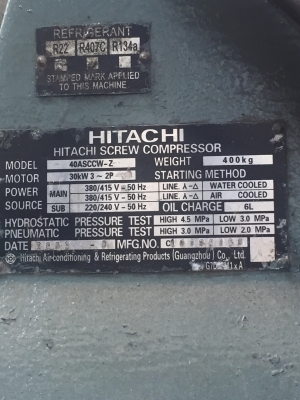 REFRIGERANT
R22 R407C R134a
STAMPED MARK APPLIED
TO THIS MACHINE
HITACHI
HITACHI SCREW COMPRESSOR
MODEL 40ASCCW-Z WEIGHT 400kg
MOTOR 30kW 3 ~ 2P STARTING METHOD
POWER SOURCE MAIN 380/415 V ~ 50 Hz LINE. 人-△ WATER COOLED
380/415 V ~ 50 Hz LINE. 人-△ AIR COOLED
SUB 220/240 V ~ 50 Hz OIL CHARGE 6L
HYDROSTATIC PRESSURE TEST HIGH 4.5 MPa LOW 3.0 MPa
PNEUMATIC PRESSURE TEST HIGH 3.0 MPa LOW 2.0 MPa
DATE MFG.NO.
Hitachi Air-conditioning & Refrigerating Products (Guangzhou) Co., Ltd.